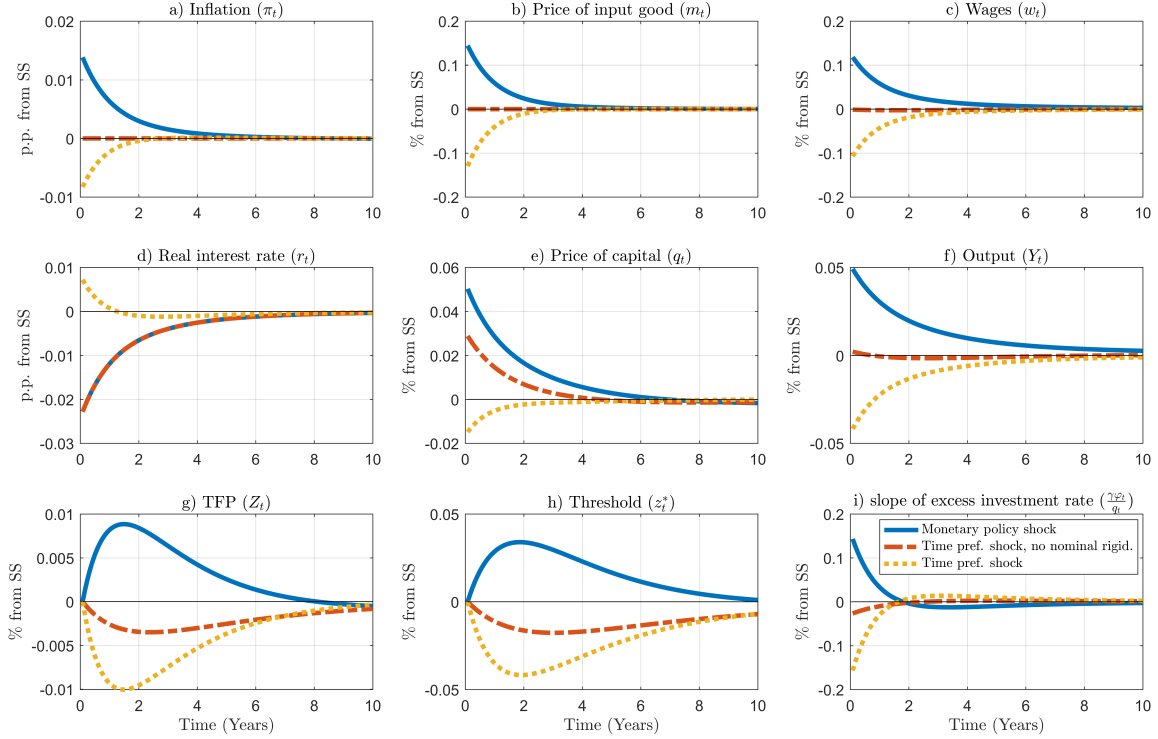 a) Inflation (πₜ)
b) Price of input good (mₜ)
c) Wages (wₜ)
p.p. from SS
0.02
0.01
0
-0.01
0 2 4 6 8 10
% from SS
0.2
0.1
0
-0.1
-0.2
0 2 4 6 8 10
% from SS
0.2
0.1
0
-0.1
-0.2
0 2 4 6 8 10
d) Real interest rate (rₜ)
e) Price of capital (qₜ)
f) Output (Yₜ)
p.p. from SS
0.01
0
-0.01
-0.02
-0.03
0 2 4 6 8 10
% from SS
0.06
0.04
0.02
0
-0.02
0 2 4 6 8 10
% from SS
0.05
0
-0.05
0 2 4 6 8 10
g) TFP (Zₜ)
h) Threshold (zₜ*)
i) slope of excess investment rate (γφₜ/qₜ)
% from SS
0.01
0.005
0
-0.005
-0.01
0 2 4 6 8 10
Time (Years)
% from SS
0.05
0
-0.05
0 2 4 6 8 10
Time (Years)
% from SS
0.2
0.1
0
-0.1
-0.2
0 2 4 6 8 10
Time (Years)
Monetary policy shock
Time pref. shock, no nominal rigid.
Time pref. shock